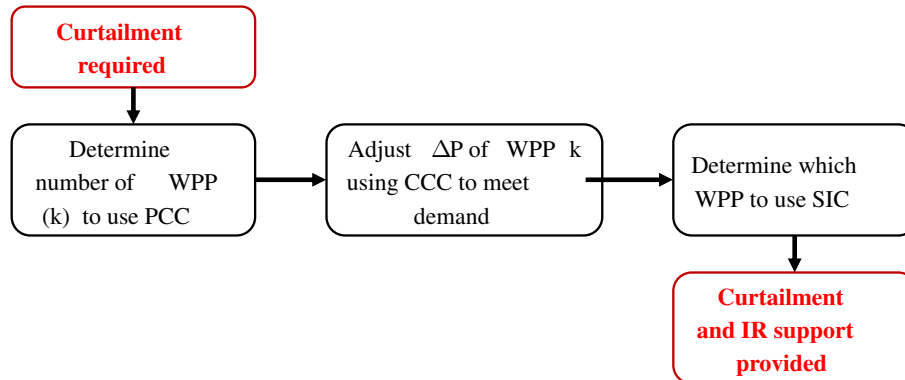 Curtailment
required
Determine
number of WPP
(k) to use PCC
Adjust ΔP of WPP k
using CCC to meet
demand
Determine which
WPP to use SIC
Curtailment
and IR support
provided